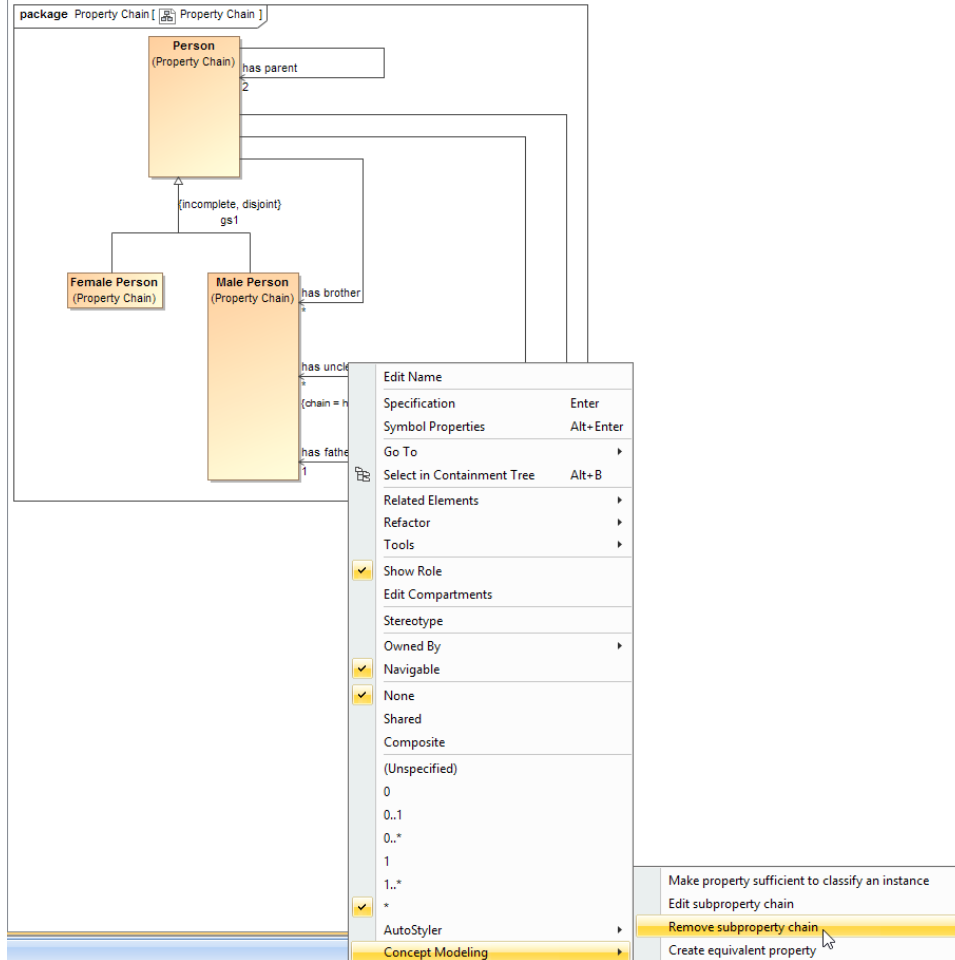 package Property Chain [ Property Chain ]
Person
(Property Chain)
has parent
2
{incomplete, disjoint}
gs1
Female Person
(Property Chain)
Male Person
(Property Chain)
has brother
*
has uncle
*
{chain = h
has fathe
1
Edit Name
Specification Enter
Symbol Properties Alt+Enter
Go To
Select in Containment Tree Alt+B
Related Elements
Refactor
Tools
Show Role
Edit Compartments
Stereotype
Owned By
Navigable
None
Shared
Composite
(Unspecified)
0
0..1
0..*
1
1..*
*
AutoStyler
Concept Modeling
Make property sufficient to classify an instance
Edit subproperty chain
Remove subproperty chain
Create equivalent property